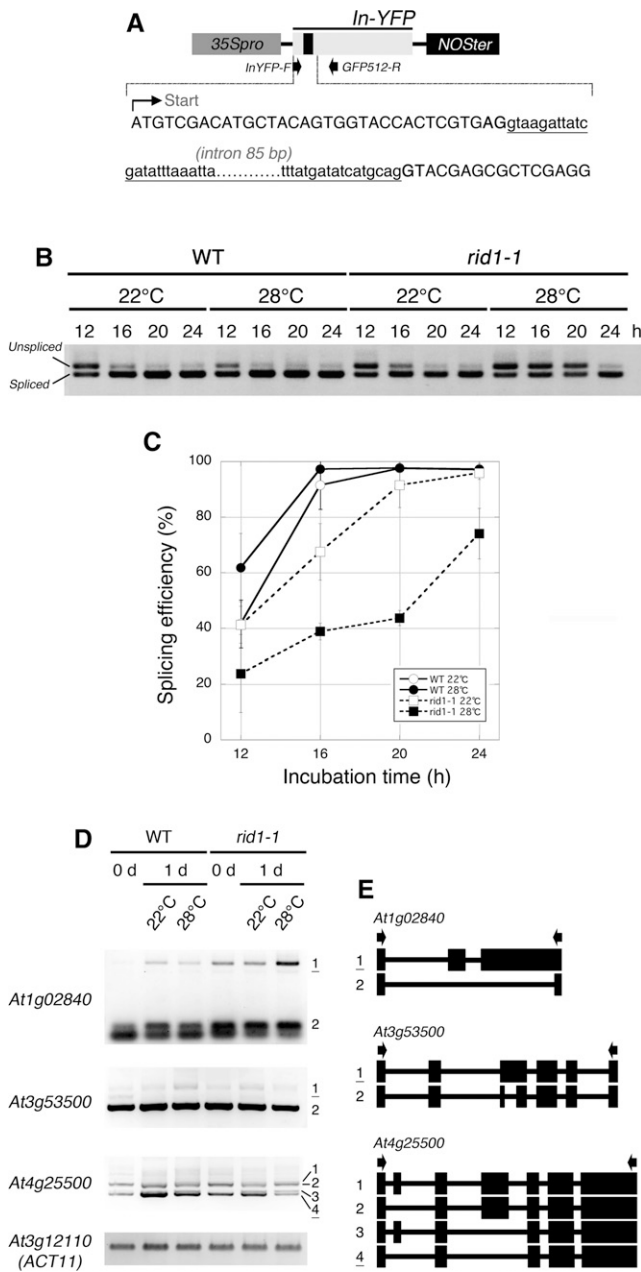 A
In-YFP
35Spro
NOSter
InYFP-F
GFP512-R
Start
ATGTCGACATGCTACAGTGGTACCACTCGTGAGgtaagattatc
(intron 85 bp)
gatatttaaatta............tttatgatatcatgcagGTACGAGCGCTCGAGG
B
WT rid1-1
22°C 28°C 22°C 28°C
12 16 20 24 12 16 20 24 12 16 20 24 12 16 20 24 h
Unspliced
Spliced
C
Splicing efficiency (%)
100
80
60
40
20
0
WT 22℃
WT 28℃
rid1-1 22℃
rid1-1 28℃
12 16 20 24
Incubation time (h)
D
WT rid1-1
0 d 1 d 0 d 1 d
22°C 28°C 22°C 28°C
At1g02840
1
2
At3g53500
1
2
At4g25500
1
2
3
4
At3g12110
(ACT11)
E
At1g02840
1
2
At3g53500
1
2
At4g25500
1
2
3
4